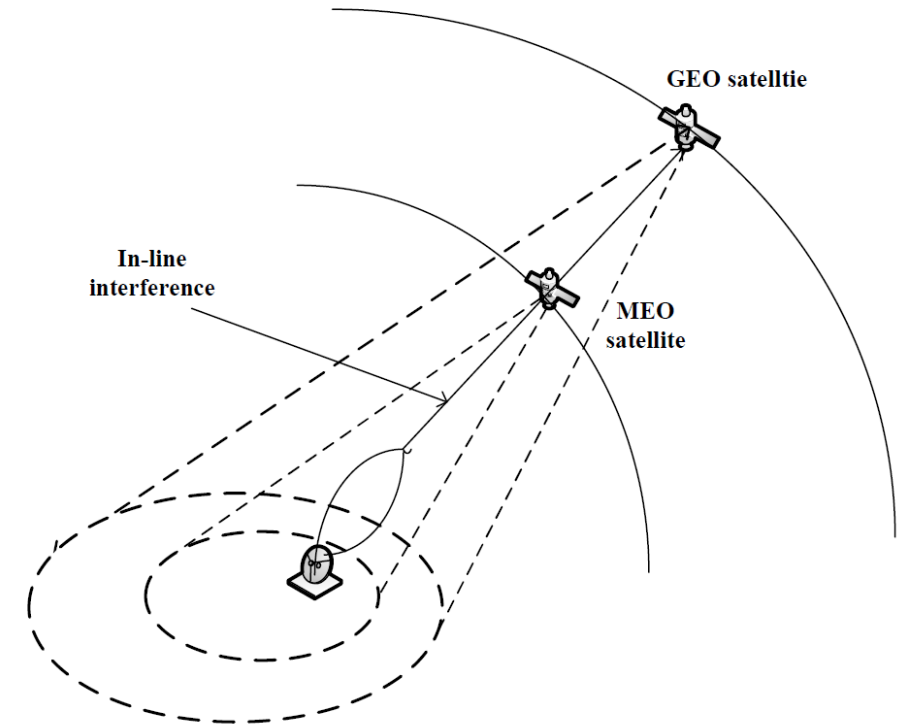 GEO satelltie
In-line
interference
MEO
satellite